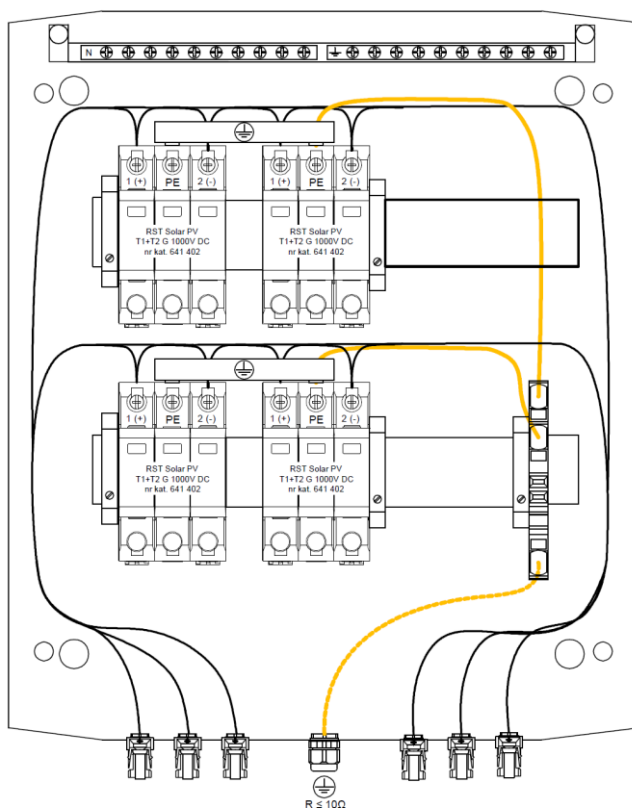 N
1 (+) PE 2 (-) 1 (+) PE 2 (-)
RST Solar PV
T1+T2 G 1000V DC
nr kat. 641 402
RST Solar PV
T1+T2 G 1000V DC
nr kat. 641 402
1 (+) PE 2 (-) 1 (+) PE 2 (-)
RST Solar PV
T1+T2 G 1000V DC
nr kat. 641 402
RST Solar PV
T1+T2 G 1000V DC
nr kat. 641 402
R ≤ 10Ω